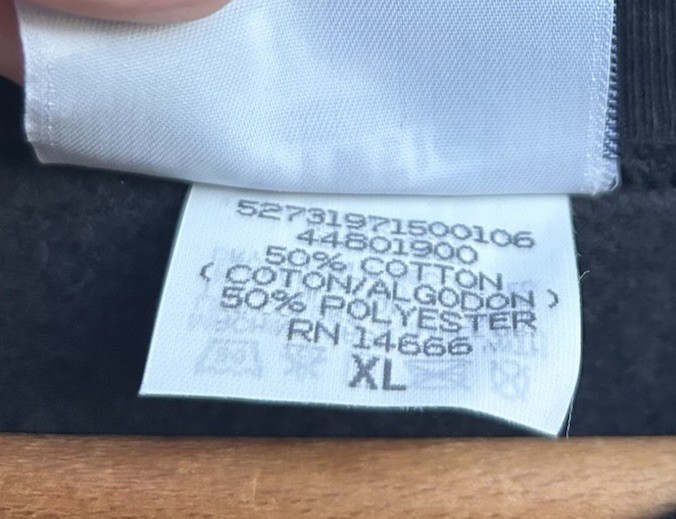 52731971500106
44801900
50% COTTON
(COTON/ALGODON)
50% POLYESTER
RN 14666
XL